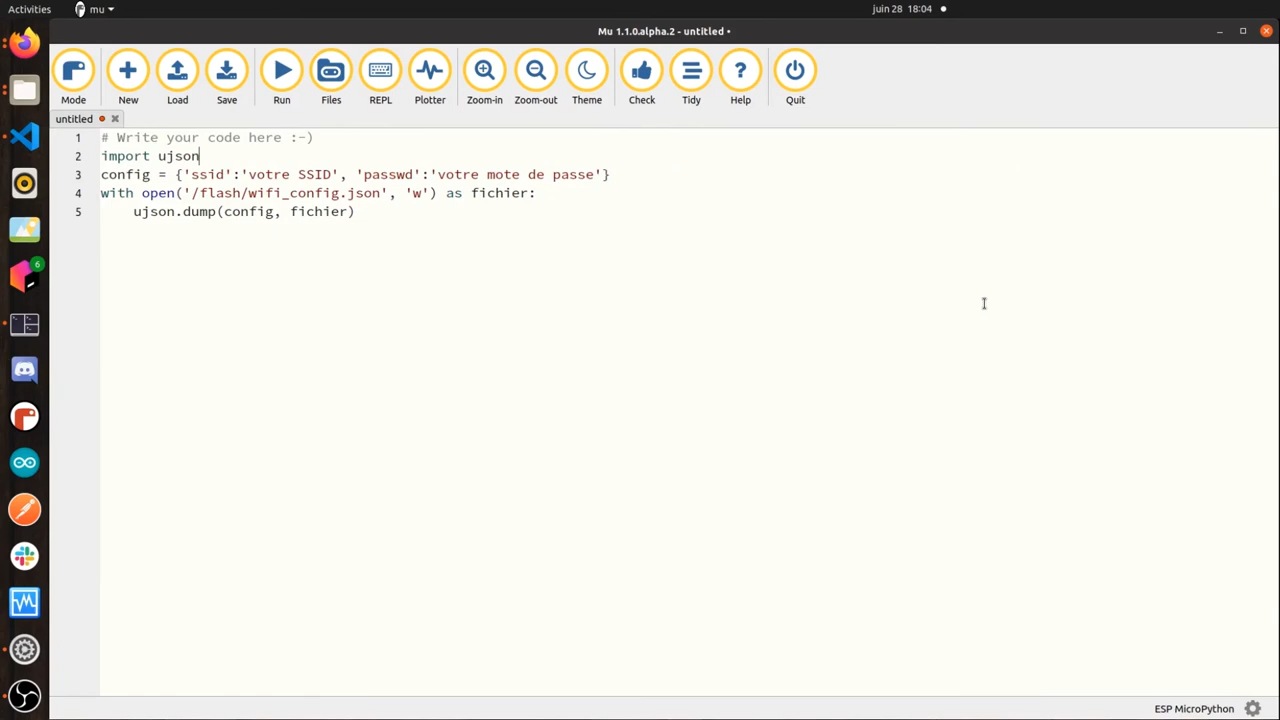 Activities mu juin 28 18:04
Mu 1.1.0.alpha.2 - untitled •
Mode New Load Save Run Files REPL Plotter Zoom-in Zoom-out Theme Check Tidy Help Quit
untitled
6
1 # Write your code here :-)
2 import ujson
3 config = {'ssid':'votre SSID', 'passwd':'votre mote de passe'}
4 with open('/flash/wifi_config.json', 'w') as fichier:
5 ujson.dump(config, fichier)
ESP MicroPython